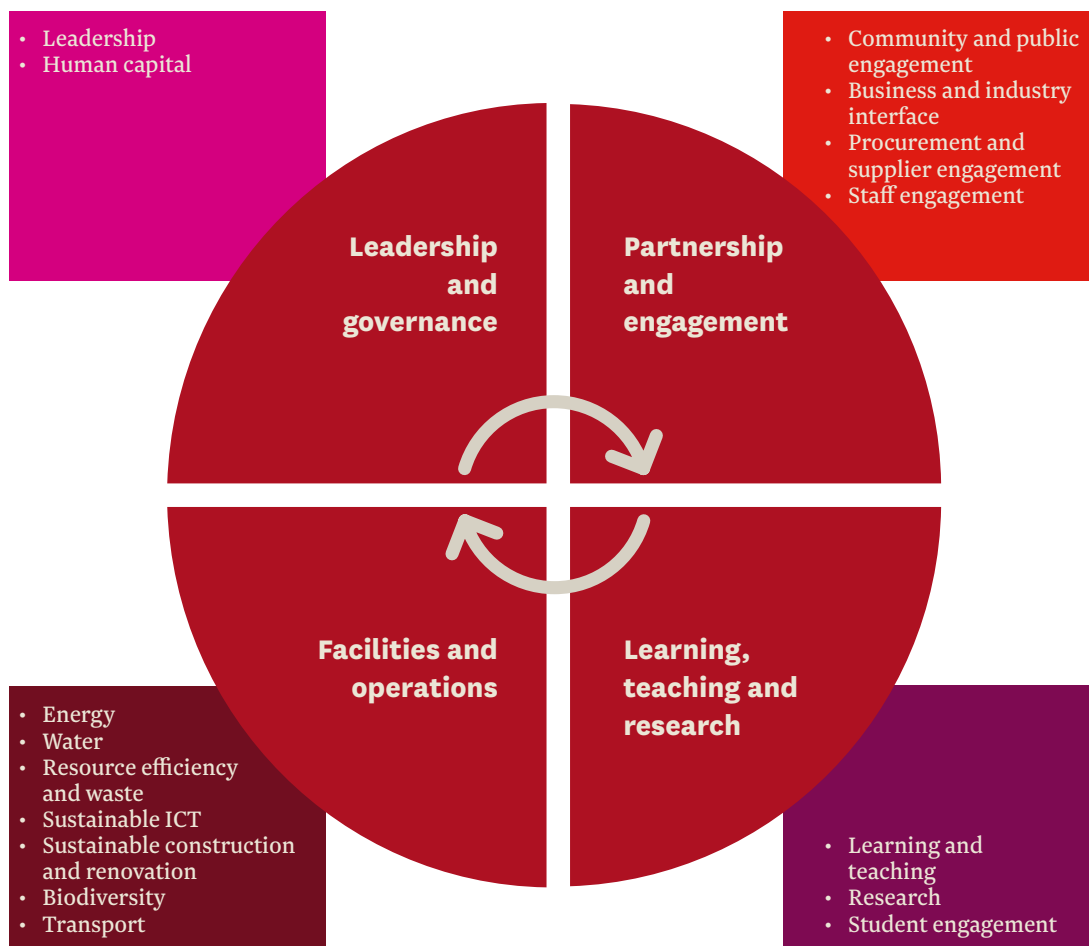 • Leadership
• Human capital
• Community and public
engagement
• Business and industry
interface
• Procurement and
supplier engagement
• Staff engagement
Leadership
and
governance
Partnership
and
engagement
Facilities and
operations
Learning,
teaching and
research
• Energy
• Water
• Resource efficiency
and waste
• Sustainable ICT
• Sustainable construction
and renovation
• Biodiversity
• Transport
• Learning and
teaching
• Research
• Student engagement